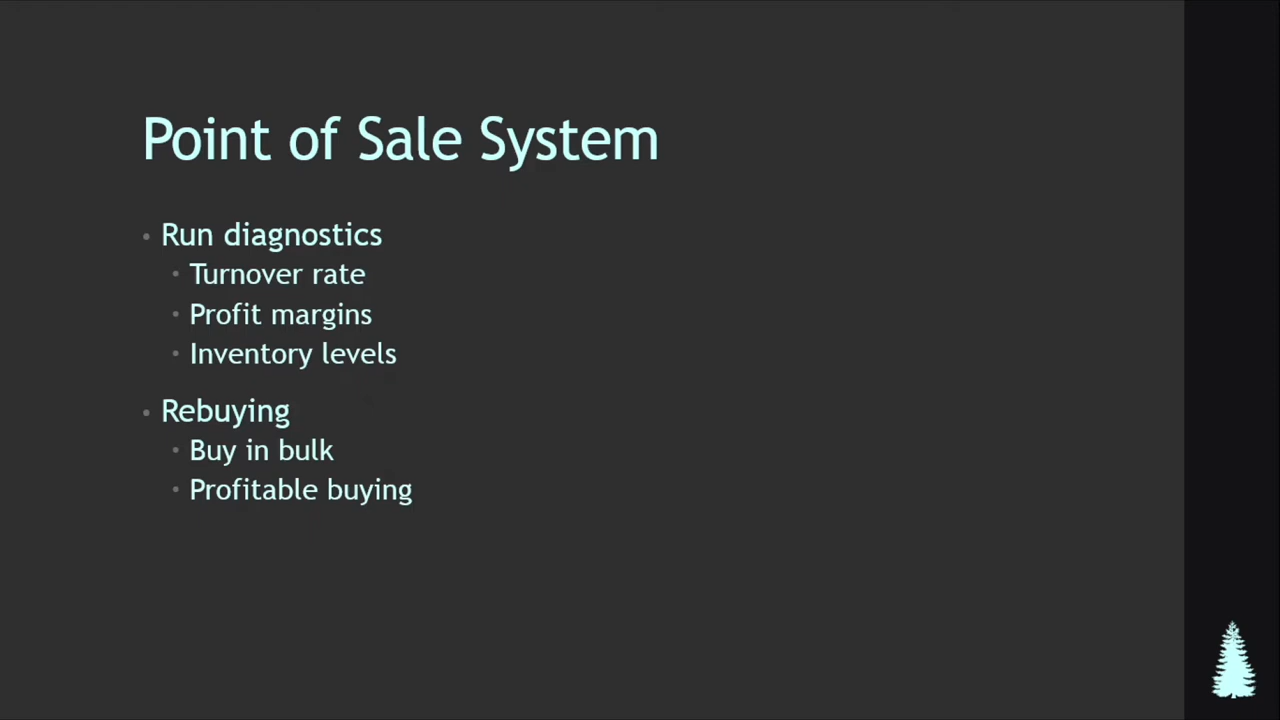 Point of Sale System
• Run diagnostics
• Turnover rate
• Profit margins
• Inventory levels
• Rebuying
• Buy in bulk
• Profitable buying